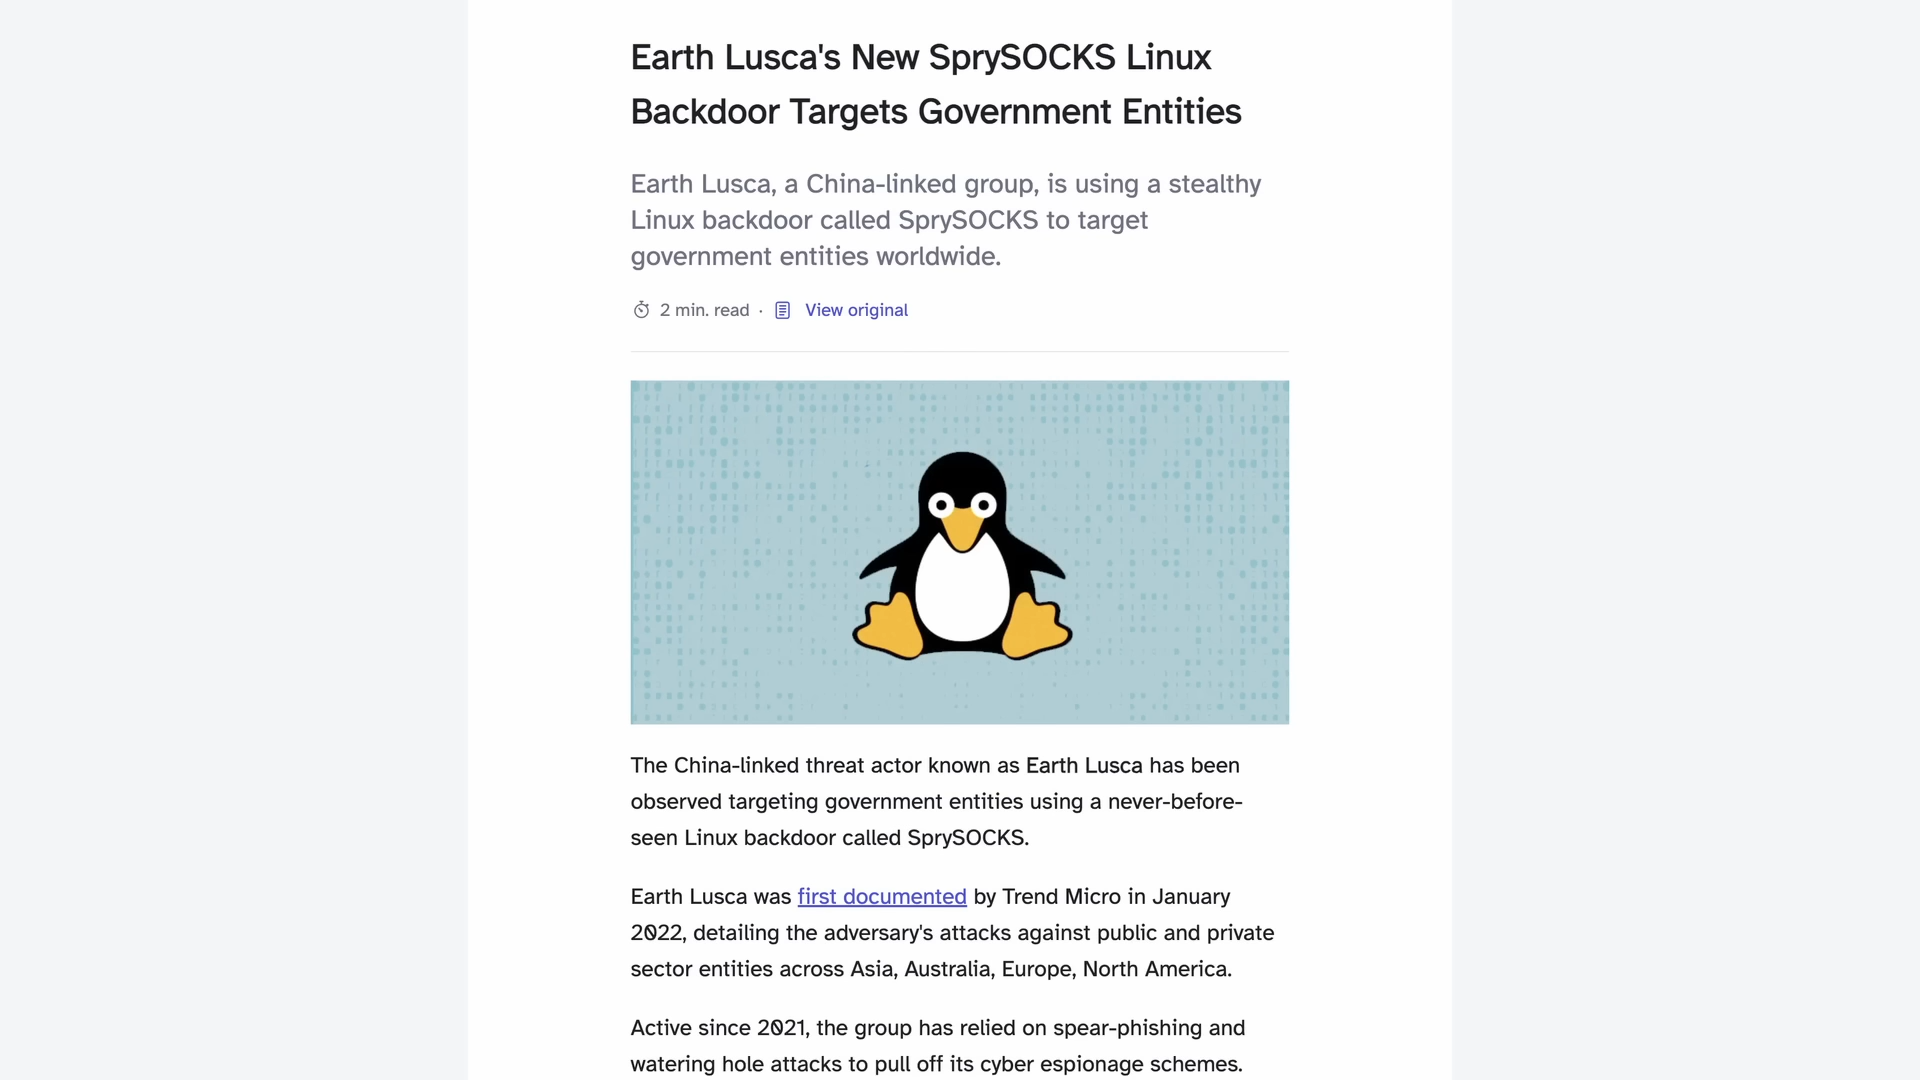 Earth Lusca's New SprySOCKS Linux
Backdoor Targets Government Entities
Earth Lusca, a China-linked group, is using a stealthy
Linux backdoor called SprySOCKS to target
government entities worldwide.
2 min. read · View original
The China-linked threat actor known as Earth Lusca has been
observed targeting government entities using a never-before-
seen Linux backdoor called SprySOCKS.
Earth Lusca was first documented by Trend Micro in January
2022, detailing the adversary's attacks against public and private
sector entities across Asia, Australia, Europe, North America.
Active since 2021, the group has relied on spear-phishing and
watering hole attacks to pull off its cyber espionage schemes.